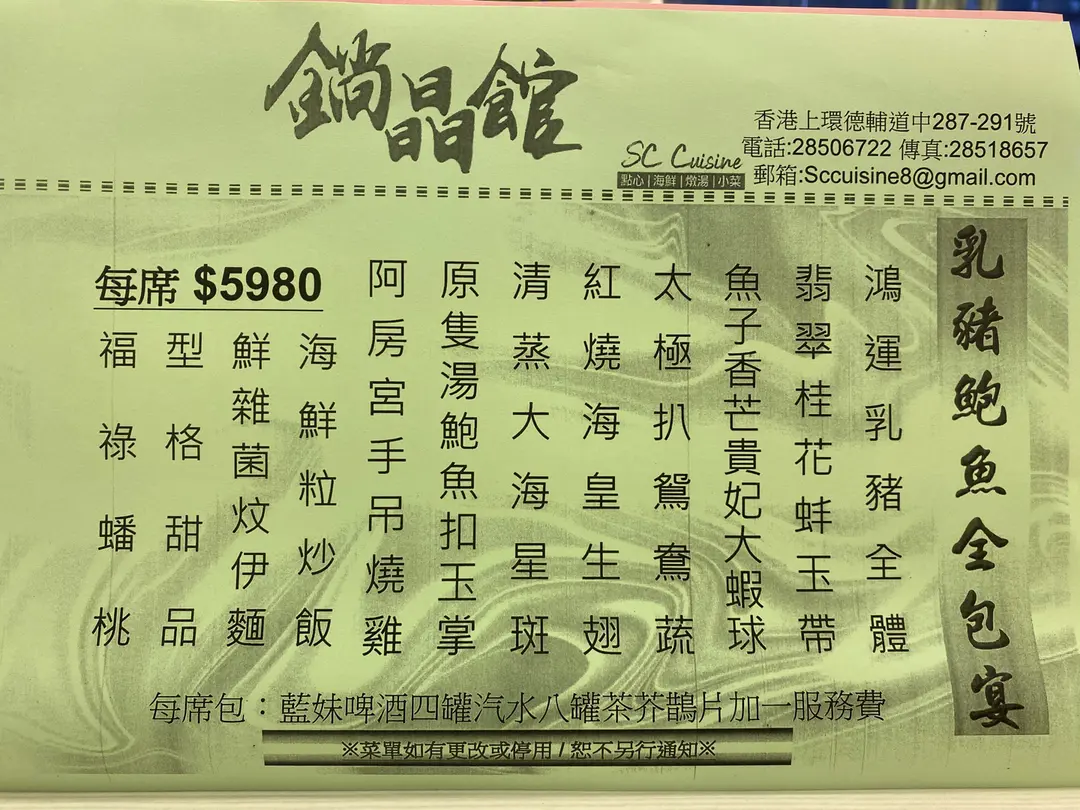 鐦晶館
SC Cuisine
點心 | 海鮮 | 燉湯 | 小菜
香港上環德輔道中287-291號
電話:28506722 傳真:28518657
郵箱:Sccuisine8@gmail.com
乳豬鮑魚全包宴
鴻運乳豬全體
翡翠桂花蚌玉帶
魚子香芒貴妃大蝦球
太極扒鴛鴦蔬
紅燒海皇生翅
清蒸大海星斑
原隻湯鮑魚扣玉掌
阿房宮手吊燒雞
每席 $5980
海鮮粒炒飯
鮮雜菌炆伊麵
型格甜品
福祿蟠桃
每席包：藍妹啤酒四罐汽水八罐茶芥鵲片加一服務費
※菜單如有更改或停用 / 恕不另行通知※